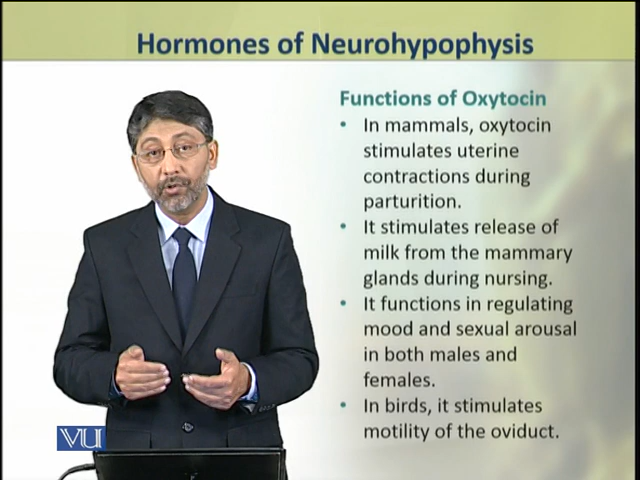 Hormones of Neurohypophysis
Functions of Oxytocin
• In mammals, oxytocin
stimulates uterine
contractions during
parturition.
• It stimulates release of
milk from the mammary
glands during nursing.
• It functions in regulating
mood and sexual arousal
in both males and
females.
• In birds, it stimulates
motility of the oviduct.
VU